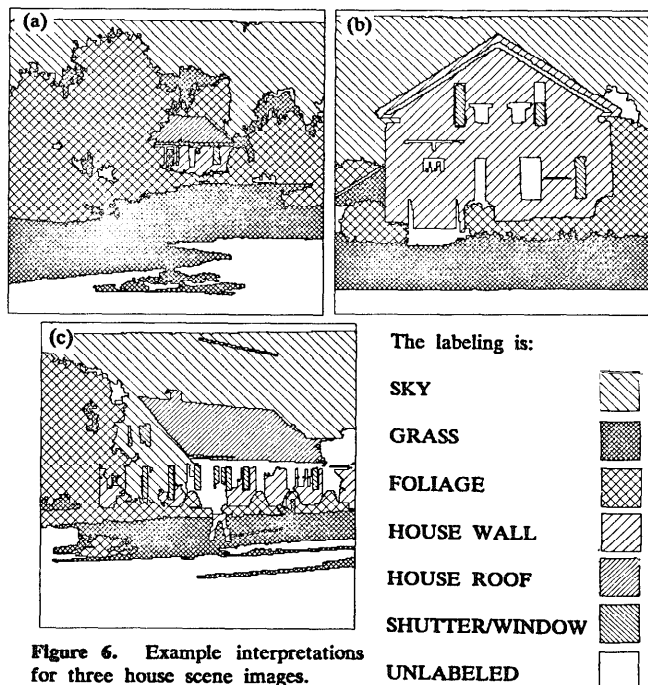 (a)
(b)
(c)
The labeling is:
SKY
GRASS
FOLIAGE
HOUSE WALL
HOUSE ROOF
SHUTTER/WINDOW
UNLABELED
Figure 6. Example interpretations
for three house scene images.